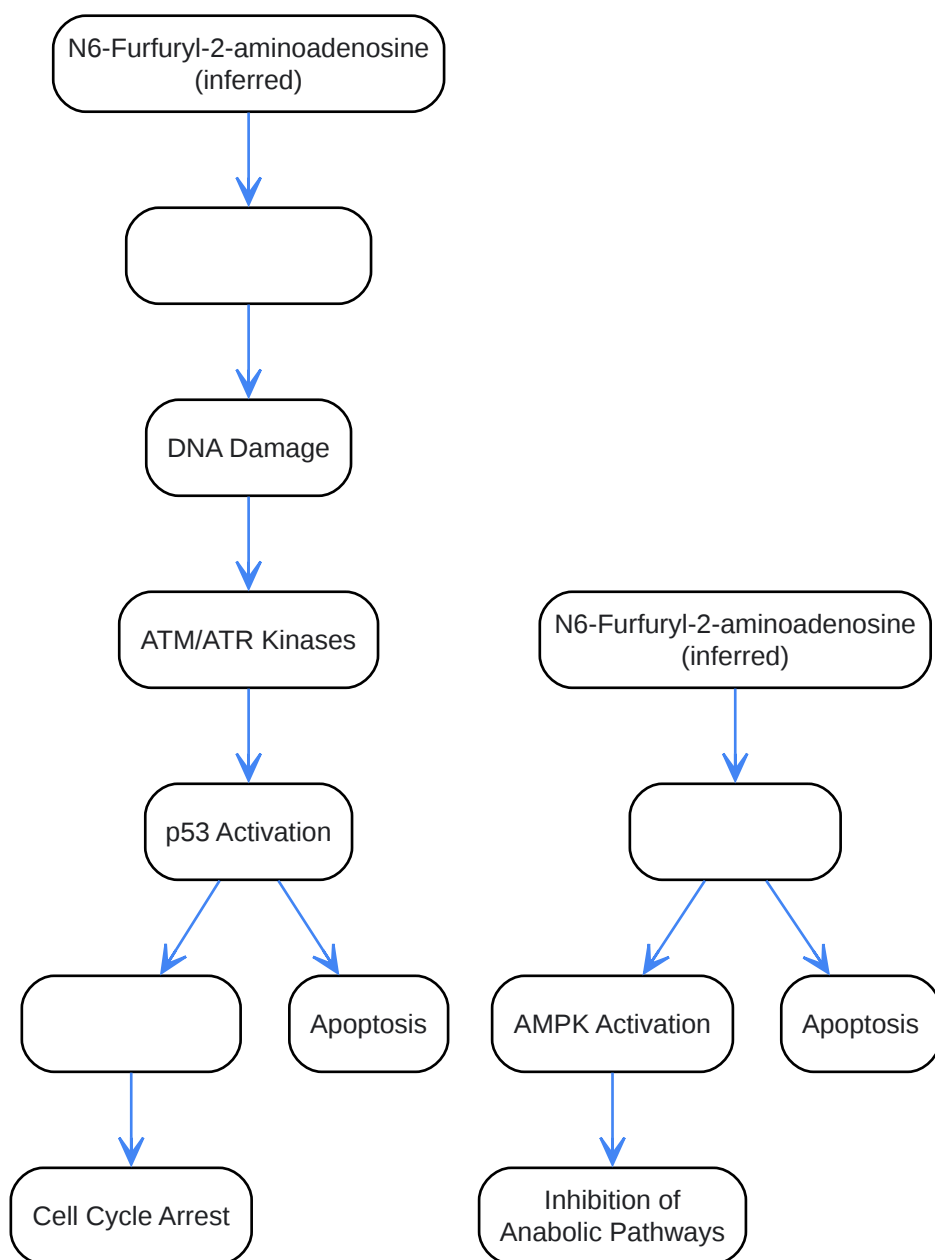 N6-Furfuryl-2-aminoadenosine
(inferred)
DNA Damage
ATM/ATR Kinases
p53 Activation
Apoptosis
Cell Cycle Arrest
N6-Furfuryl-2-aminoadenosine
(inferred)
AMPK Activation
Apoptosis
Inhibition of
Anabolic Pathways